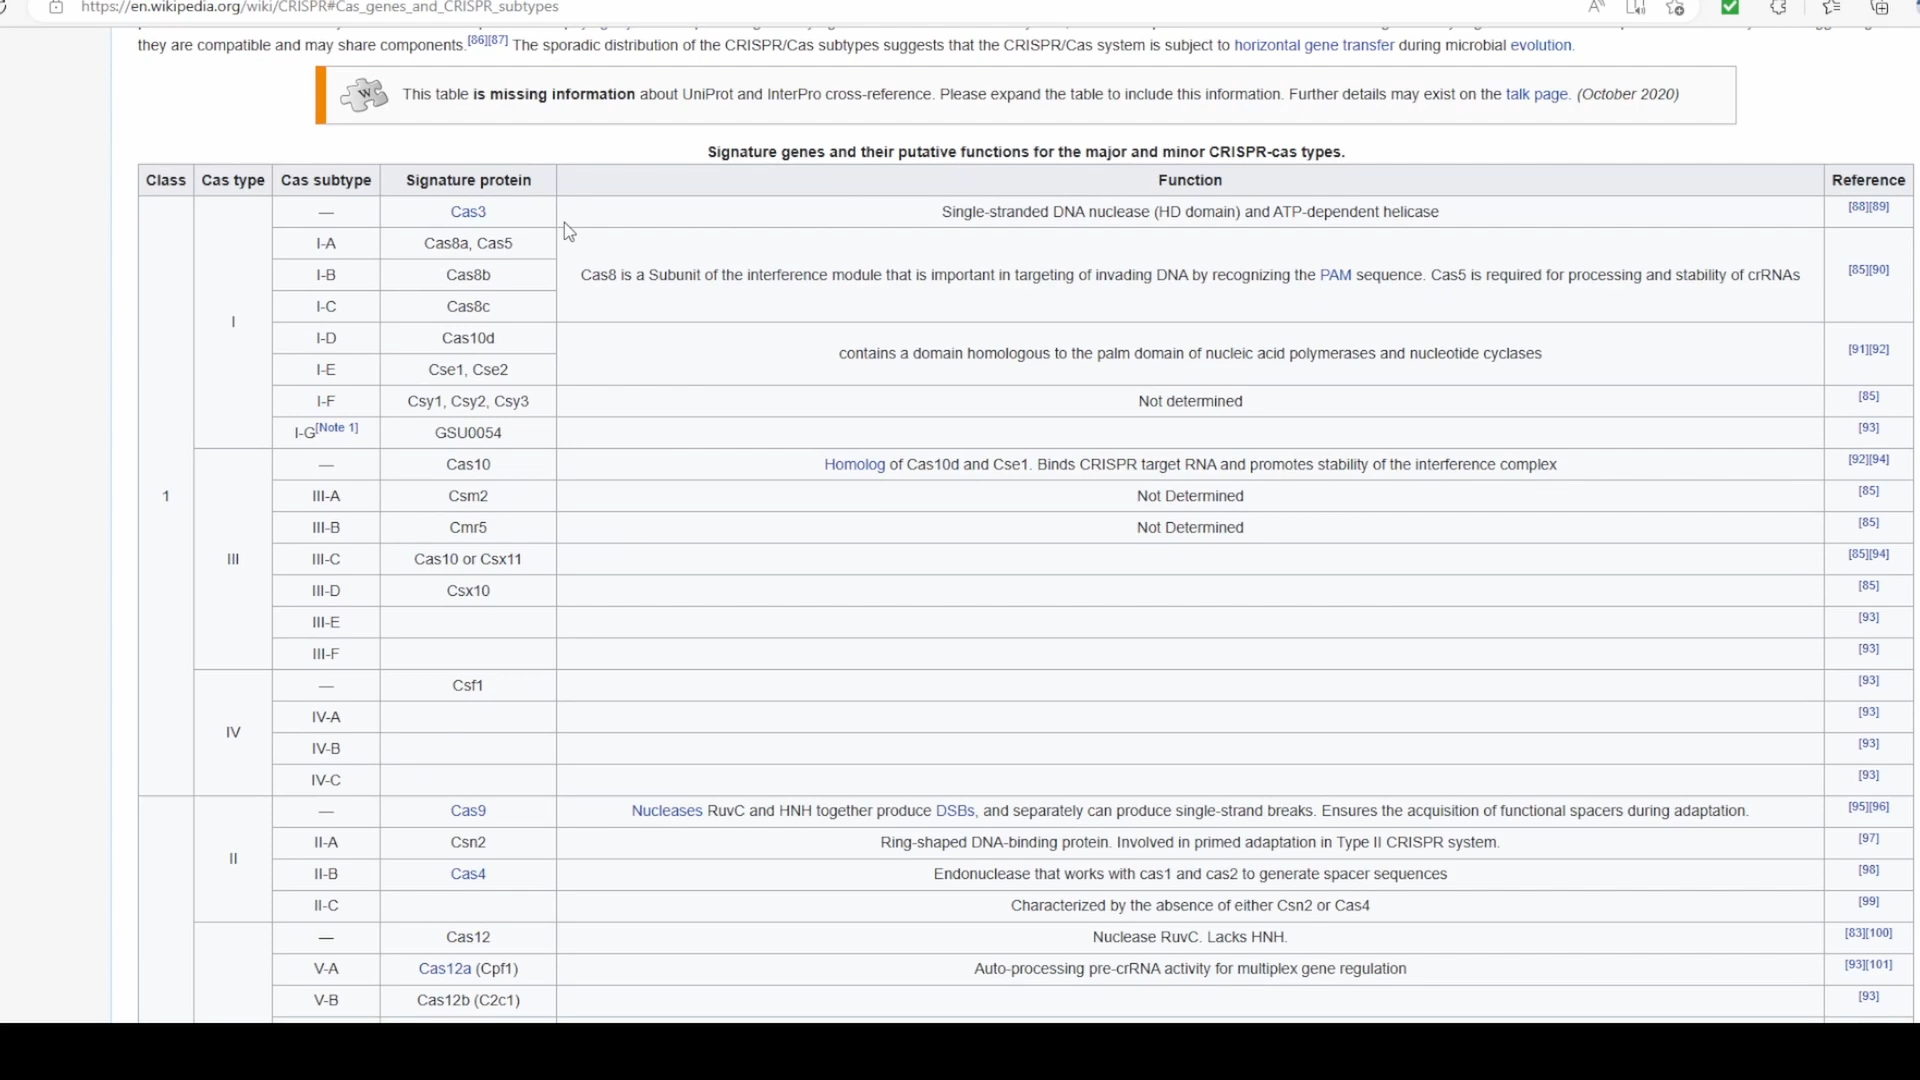 https://en.wikipedia.org/wiki/CRISPR#Cas_genes_and_CRISPR_subtypes
they are compatible and may share components.[86][87] The sporadic distribution of the CRISPR/Cas subtypes suggests that the CRISPR/Cas system is subject to horizontal gene transfer during microbial evolution.
This table is missing information about UniProt and InterPro cross-reference. Please expand the table to include this information. Further details may exist on the talk page. (October 2020)
Signature genes and their putative functions for the major and minor CRISPR-cas types.
Class Cas type Cas subtype Signature protein Function Reference
— Cas3 Single-stranded DNA nuclease (HD domain) and ATP-dependent helicase [88][89]
I-A Cas8a, Cas5
I-B Cas8b Cas8 is a Subunit of the interference module that is important in targeting of invading DNA by recognizing the PAM sequence. Cas5 is required for processing and stability of crRNAs [85][90]
I-C Cas8c
I
I-D Cas10d
contains a domain homologous to the palm domain of nucleic acid polymerases and nucleotide cyclases [91][92]
I-E Cse1, Cse2
I-F Csy1, Csy2, Csy3 Not determined [85]
I-G[Note 1] GSU0054 [93]
— Cas10 Homolog of Cas10d and Cse1. Binds CRISPR target RNA and promotes stability of the interference complex [92][94]
1 III-A Csm2 Not Determined [85]
III-B Cmr5 Not Determined [85]
III III-C Cas10 or Csx11 [85][94]
III-D Csx10 [85]
III-E [93]
III-F [93]
— Csf1 [93]
IV-A [93]
IV
IV-B [93]
IV-C [93]
— Cas9 Nucleases RuvC and HNH together produce DSBs, and separately can produce single-strand breaks. Ensures the acquisition of functional spacers during adaptation. [95][96]
II-A Csn2 Ring-shaped DNA-binding protein. Involved in primed adaptation in Type II CRISPR system. [97]
II
II-B Cas4 Endonuclease that works with cas1 and cas2 to generate spacer sequences [98]
II-C Characterized by the absence of either Csn2 or Cas4 [99]
— Cas12 Nuclease RuvC. Lacks HNH. [83][100]
V-A Cas12a (Cpf1) Auto-processing pre-crRNA activity for multiplex gene regulation [93][101]
V-B Cas12b (C2c1) [93]